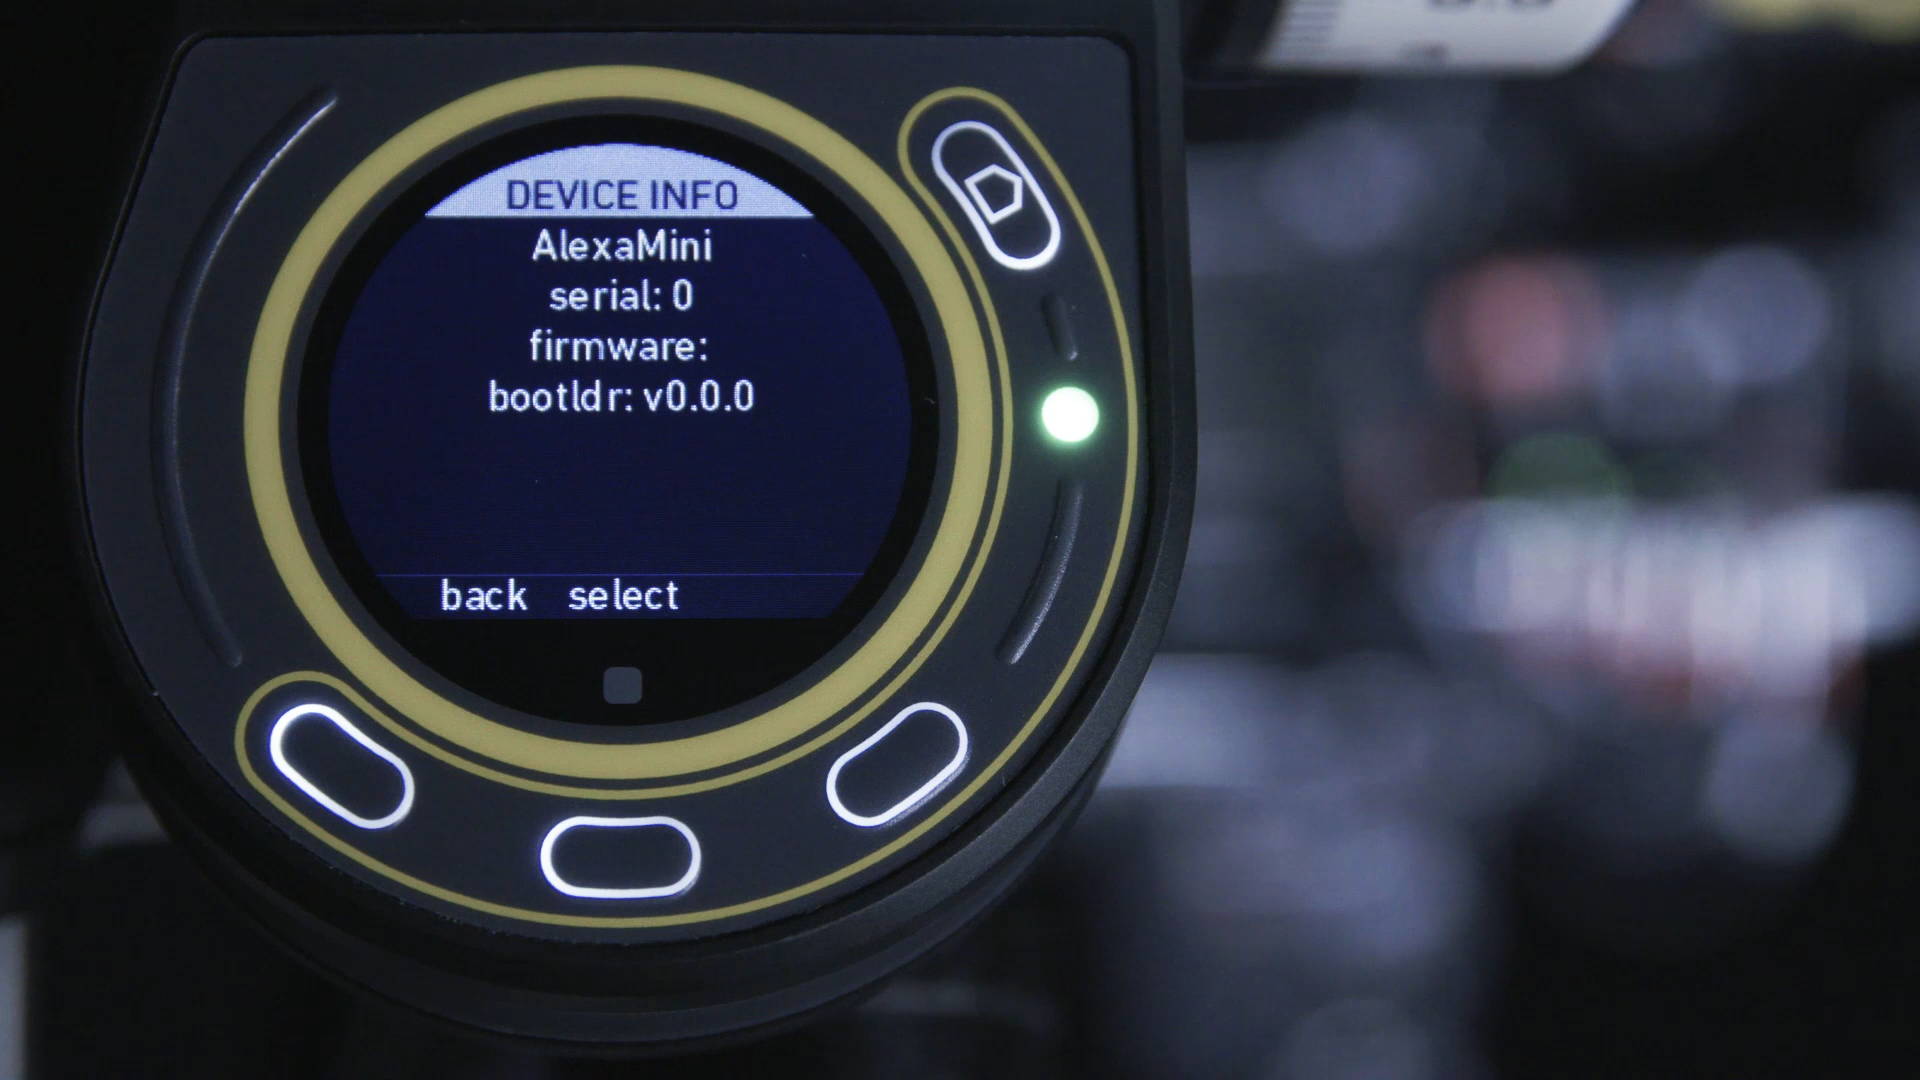 DEVICE INFO
AlexaMini
serial: 0
firmware:
bootldr: v0.0.0
back select